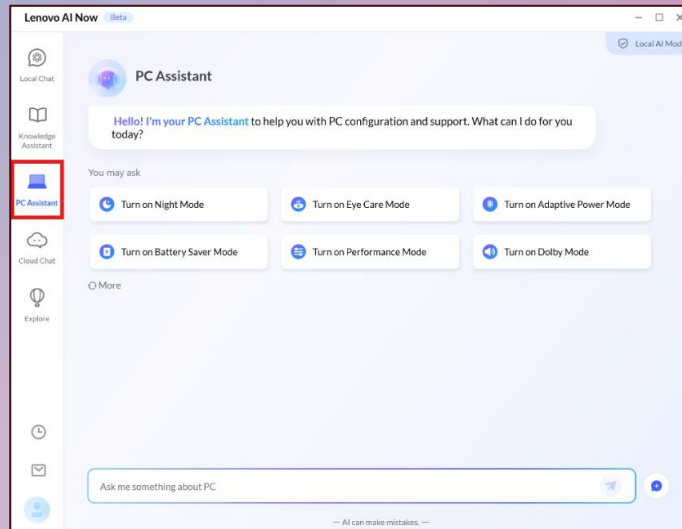 Lenovo AI Now Beta
Local AI Mod
Local Chat
Knowledge
Assistant
PC Assistant
Cloud Chat
Explore
PC Assistant
Hello! I'm your PC Assistant to help you with PC configuration and support. What can I do for you
today?
You may ask
Turn on Night Mode
Turn on Eye Care Mode
Turn on Adaptive Power Mode
Turn on Battery Saver Mode
Turn on Performance Mode
Turn on Dolby Mode
More
Ask me something about PC
— AI can make mistakes. —